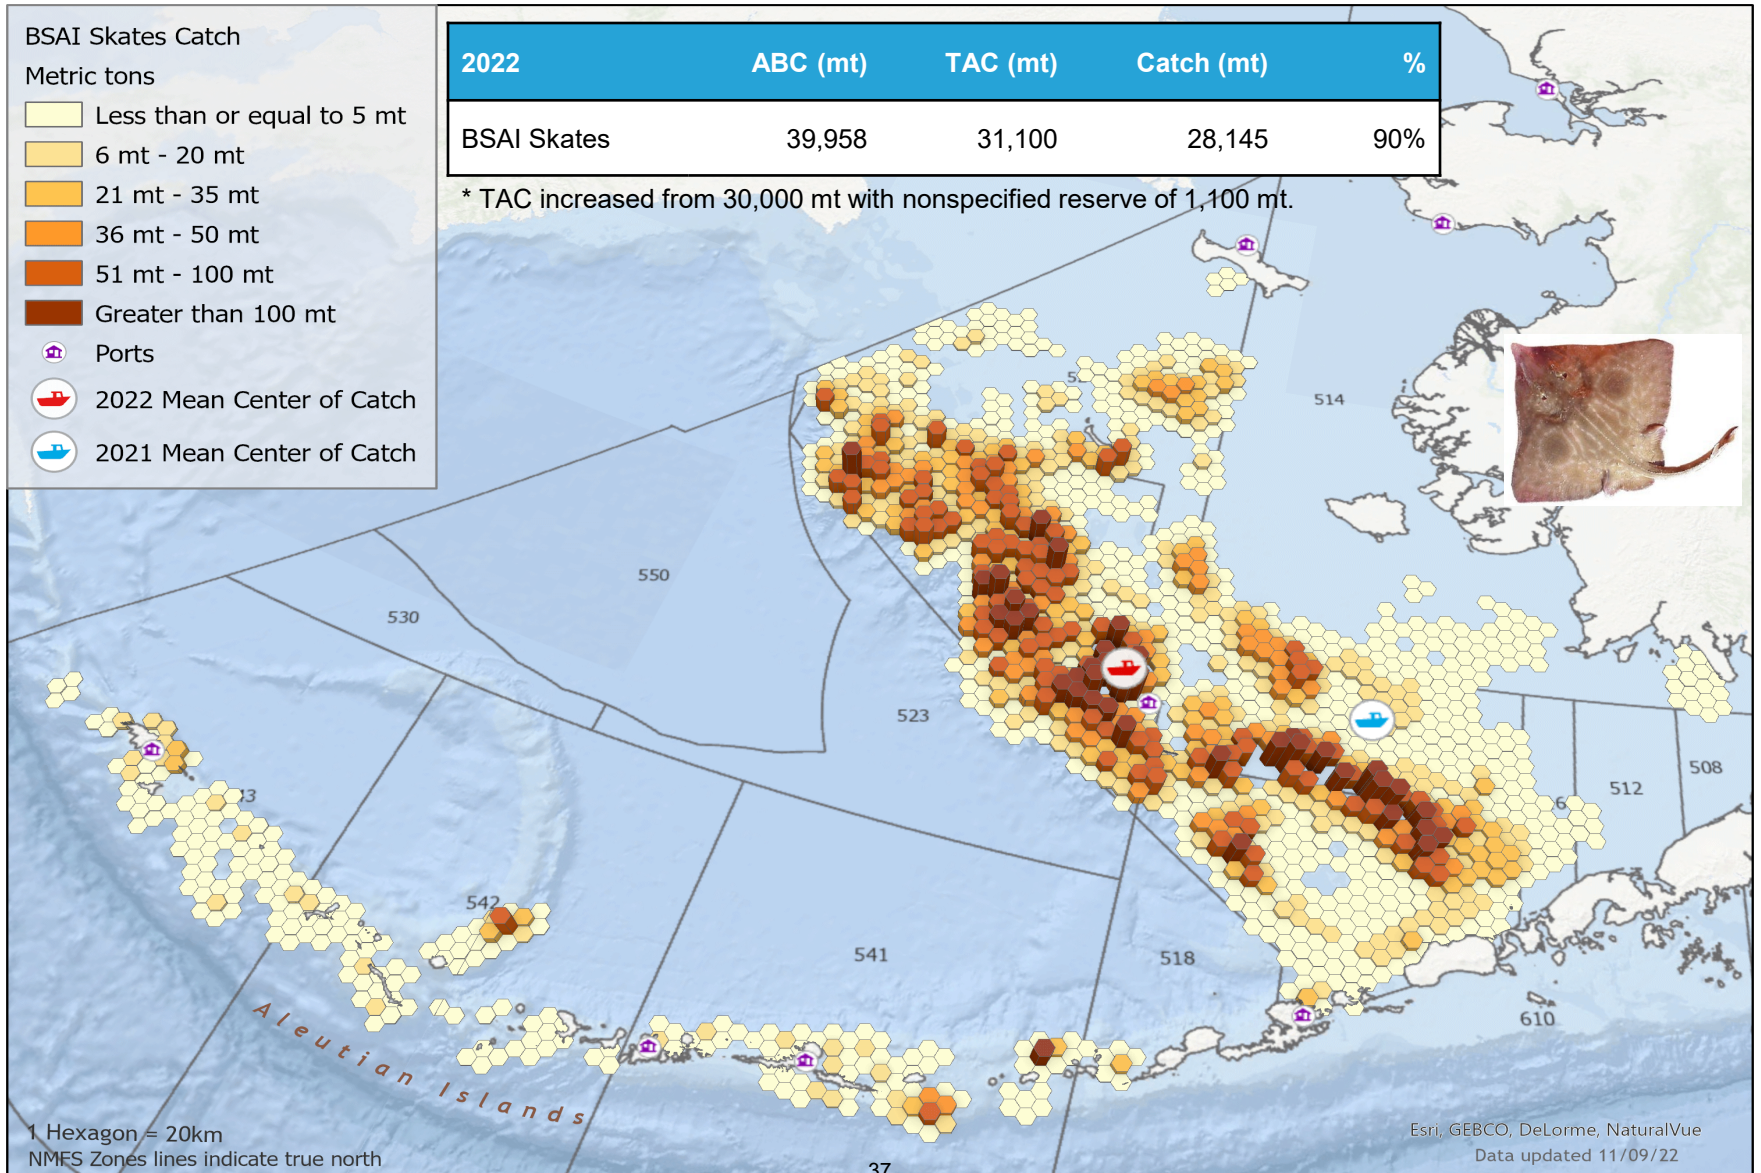 BSAI Skates Catch
Metric tons
Less than or equal to 5 mt
6 mt - 20 mt
21 mt - 35 mt
36 mt - 50 mt
51 mt - 100 mt
Greater than 100 mt
Ports
2022 Mean Center of Catch
2021 Mean Center of Catch
2022 ABC (mt) TAC (mt) Catch (mt) %
BSAI Skates 39,958 31,100 28,145 90%
* TAC increased from 30,000 mt with nonspecified reserve of 1,100 mt.
514
550
530
523
508
512
542
541
518
610
Aleutian Islands
1 Hexagon = 20km
NMFS Zones lines indicate true north
37
Esri, GEBCO, DeLorme, NaturalVue
Data updated 11/09/22